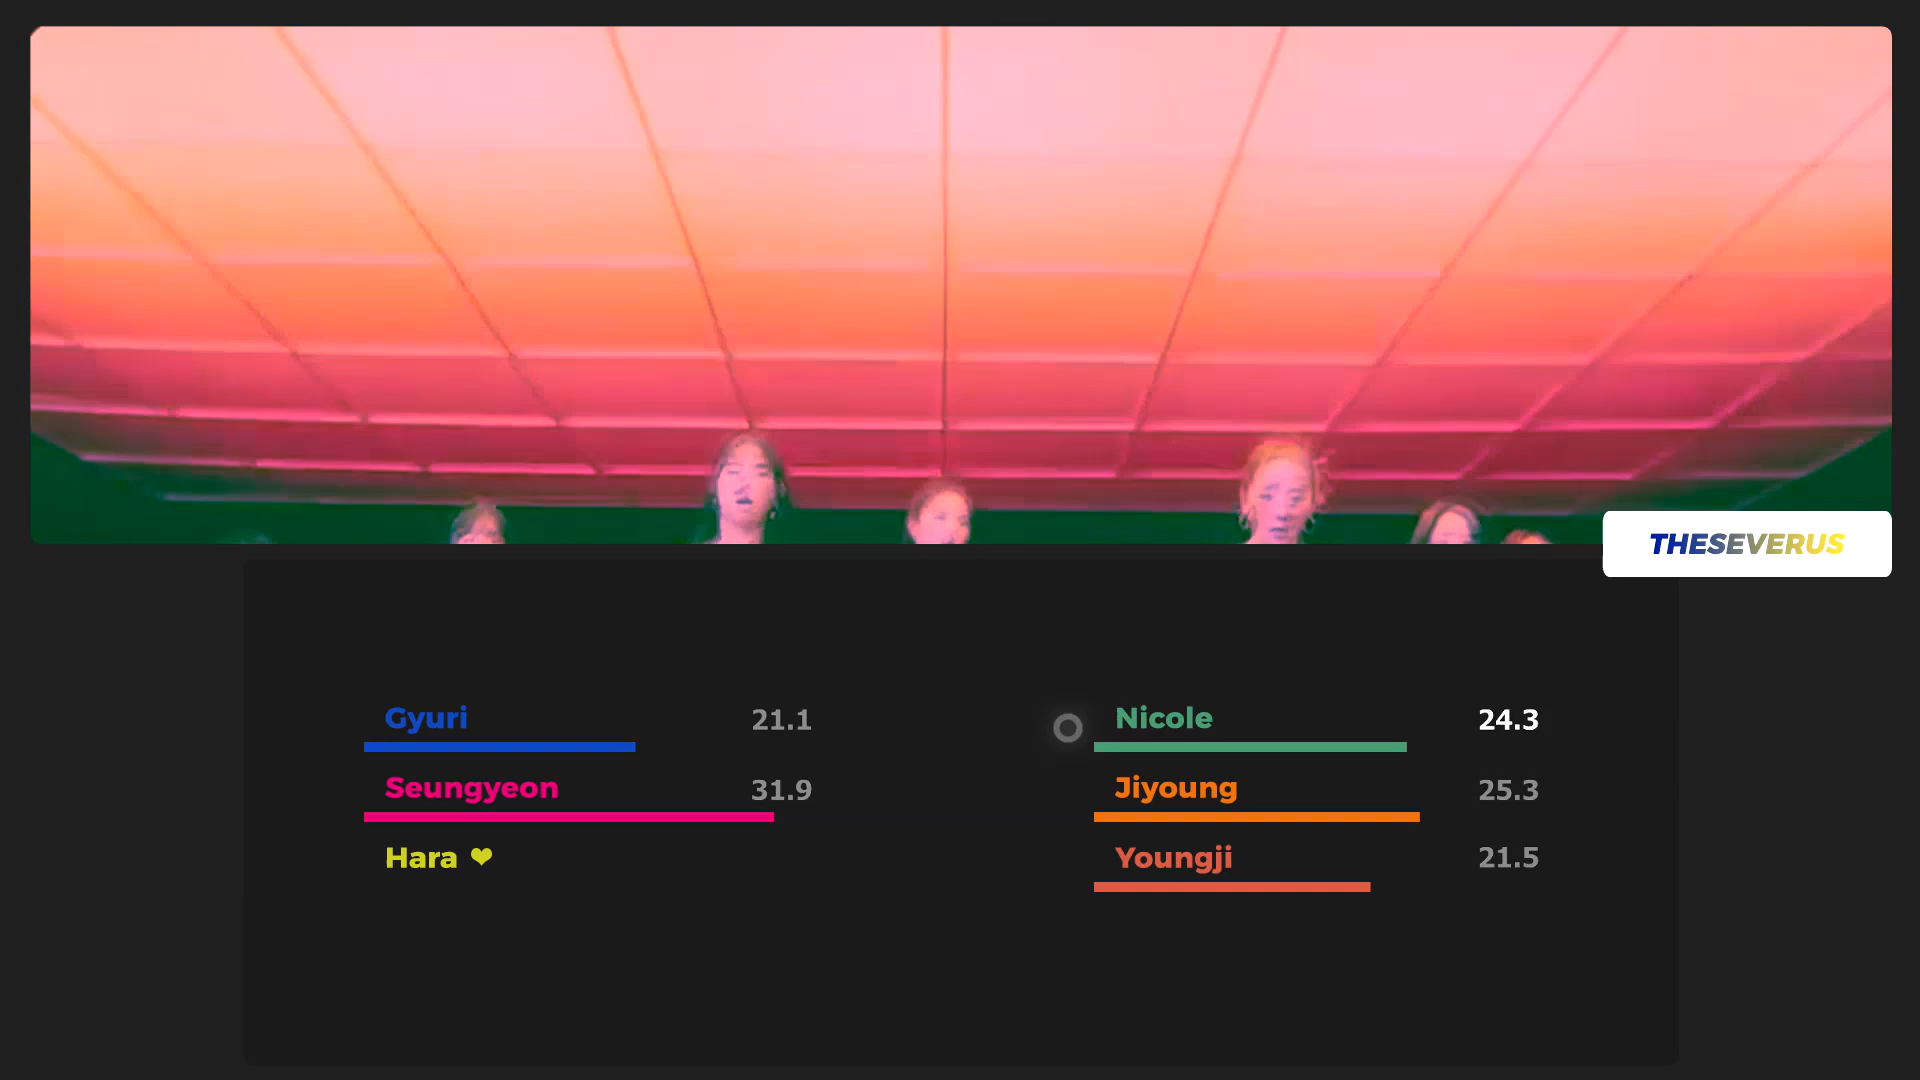 THESEVERUS
Gyuri 21.1
Seungyeon 31.9
Hara ❤
Nicole 24.3
Jiyoung 25.3
Youngji 21.5